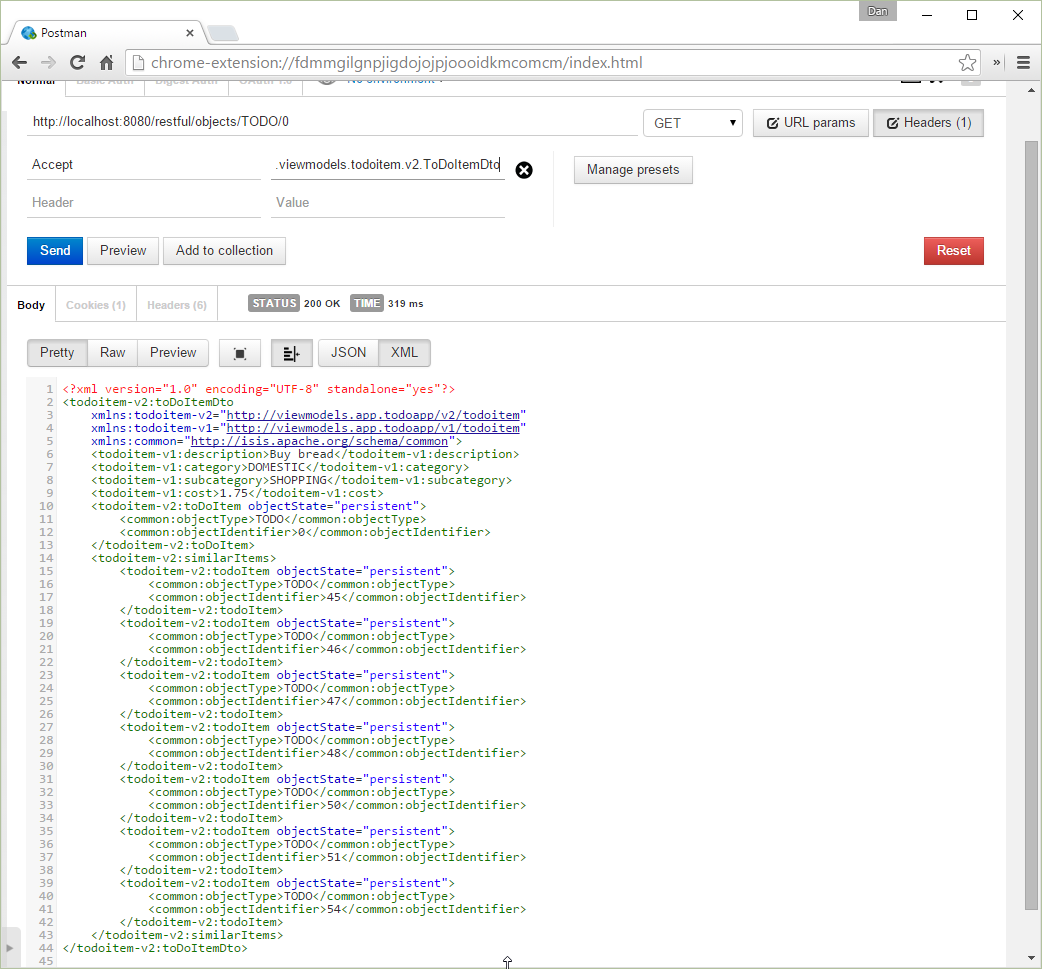 Dan
Postman
chrome-extension://fdmmgilgnpjigdojojpjoooidkmcomcm/index.html
Normal Basic Auth Digest Auth OAuth 1.0 No environment
http://localhost:8080/restful/objects/TODO/0 GET URL params Headers (1)
Accept .viewmodels.todoitem.v2.ToDoItemDto Manage presets
Header Value
Send Preview Add to collection Reset
Body Cookies (1) Headers (6) STATUS 200 OK TIME 319 ms
Pretty Raw Preview JSON XML
1 <?xml version="1.0" encoding="UTF-8" standalone="yes"?>
2 <todoitem-v2:toDoItemDto
3 xmlns:todoitem-v2="http://viewmodels.app.todoapp/v2/todoitem"
4 xmlns:todoitem-v1="http://viewmodels.app.todoapp/v1/todoitem"
5 xmlns:common="http://isis.apache.org/schema/common">
6 <todoitem-v1:description>Buy bread</todoitem-v1:description>
7 <todoitem-v1:category>DOMESTIC</todoitem-v1:category>
8 <todoitem-v1:subcategory>SHOPPING</todoitem-v1:subcategory>
9 <todoitem-v1:cost>1.75</todoitem-v1:cost>
10 <todoitem-v2:toDoItem objectState="persistent">
11 <common:objectType>TODO</common:objectType>
12 <common:objectIdentifier>0</common:objectIdentifier>
13 </todoitem-v2:toDoItem>
14 <todoitem-v2:similarItems>
15 <todoitem-v2:todoItem objectState="persistent">
16 <common:objectType>TODO</common:objectType>
17 <common:objectIdentifier>45</common:objectIdentifier>
18 </todoitem-v2:todoItem>
19 <todoitem-v2:todoItem objectState="persistent">
20 <common:objectType>TODO</common:objectType>
21 <common:objectIdentifier>46</common:objectIdentifier>
22 </todoitem-v2:todoItem>
23 <todoitem-v2:todoItem objectState="persistent">
24 <common:objectType>TODO</common:objectType>
25 <common:objectIdentifier>47</common:objectIdentifier>
26 </todoitem-v2:todoItem>
27 <todoitem-v2:todoItem objectState="persistent">
28 <common:objectType>TODO</common:objectType>
29 <common:objectIdentifier>48</common:objectIdentifier>
30 </todoitem-v2:todoItem>
31 <todoitem-v2:todoItem objectState="persistent">
32 <common:objectType>TODO</common:objectType>
33 <common:objectIdentifier>50</common:objectIdentifier>
34 </todoitem-v2:todoItem>
35 <todoitem-v2:todoItem objectState="persistent">
36 <common:objectType>TODO</common:objectType>
37 <common:objectIdentifier>51</common:objectIdentifier>
38 </todoitem-v2:todoItem>
39 <todoitem-v2:todoItem objectState="persistent">
40 <common:objectType>TODO</common:objectType>
41 <common:objectIdentifier>54</common:objectIdentifier>
42 </todoitem-v2:todoItem>
43 </todoitem-v2:similarItems>
44 </todoitem-v2:toDoItemDto>
45